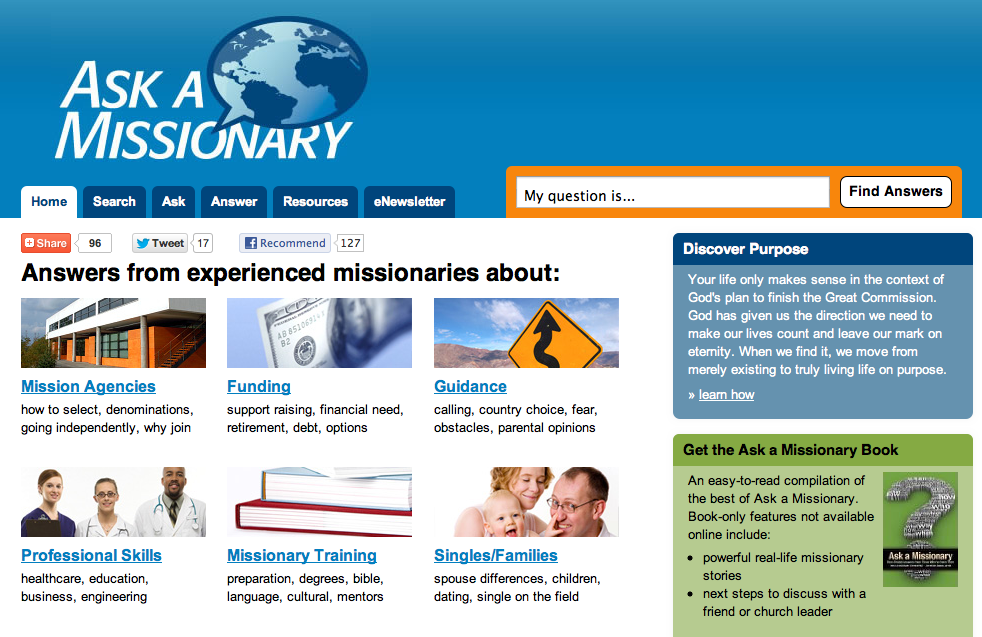 ASK A
MISSIONARY
Home
Search
Ask
Answer
Resources
eNewsletter
My question is...
Find Answers
Share
96
Tweet
17
Recommend
127
Answers from experienced missionaries about:
Mission Agencies
how to select, denominations,
going independently, why join
AB 85106914
B2
Funding
support raising, financial need,
retirement, debt, options
Guidance
calling, country choice, fear,
obstacles, parental opinions
Professional Skills
healthcare, education,
business, engineering
Missionary Training
preparation, degrees, bible,
language, cultural, mentors
Singles/Families
spouse differences, children,
dating, single on the field
Discover Purpose
Your life only makes sense in the context of
God's plan to finish the Great Commission.
God has given us the direction we need to
make our lives count and leave our mark on
eternity. When we find it, we move from
merely existing to truly living life on purpose.
» learn how
Get the Ask a Missionary Book
An easy-to-read compilation of
the best of Ask a Missionary.
Book-only features not available
online include:
• powerful real-life missionary
stories
• next steps to discuss with a
friend or church leader
Ask a Missionary